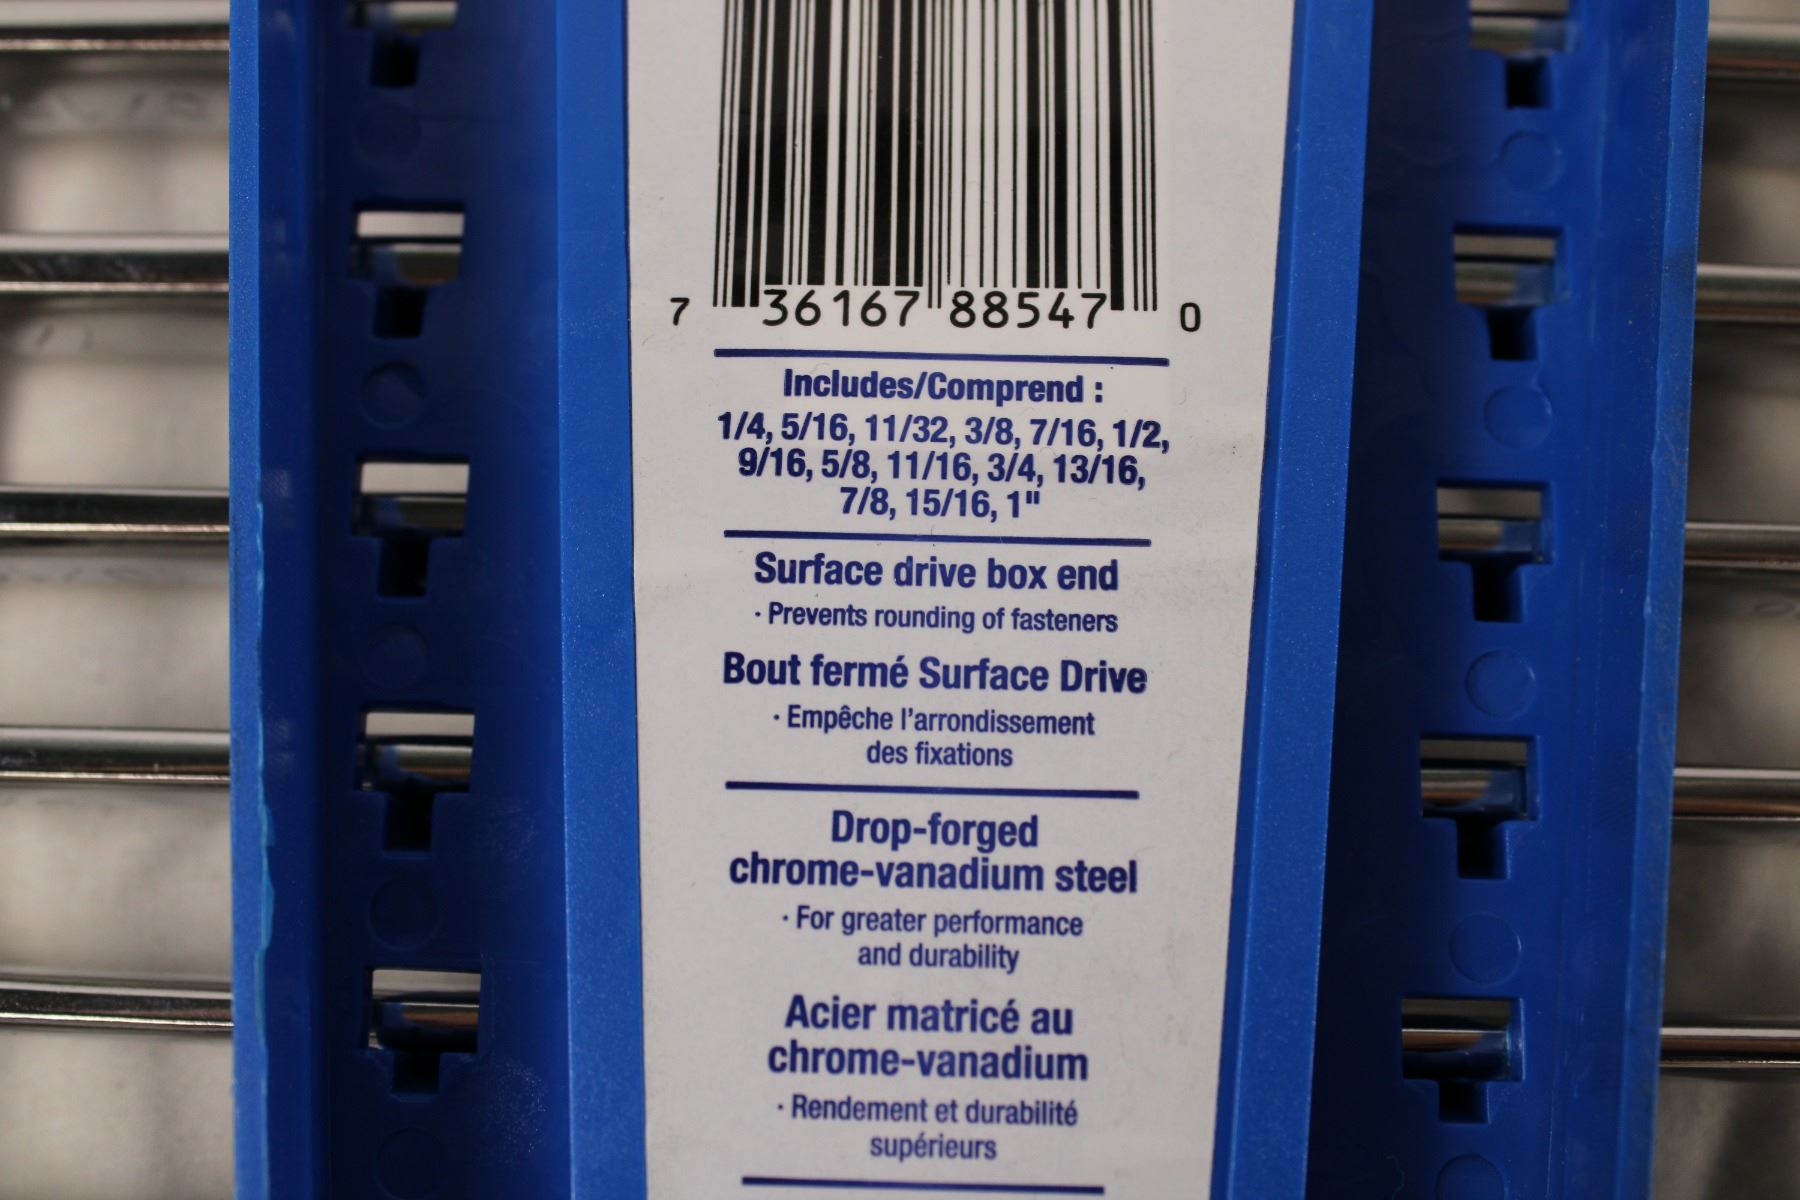 7 36167 88547 0
Includes/Comprend :
1/4, 5/16, 11/32, 3/8, 7/16, 1/2,
9/16, 5/8, 11/16, 3/4, 13/16,
7/8, 15/16, 1"
Surface drive box end
· Prevents rounding of fasteners
Bout fermé Surface Drive
· Empêche l'arrondissement
des fixations
Drop-forged
chrome-vanadium steel
· For greater performance
and durability
Acier matricé au
chrome-vanadium
· Rendement et durabilité
supérieurs